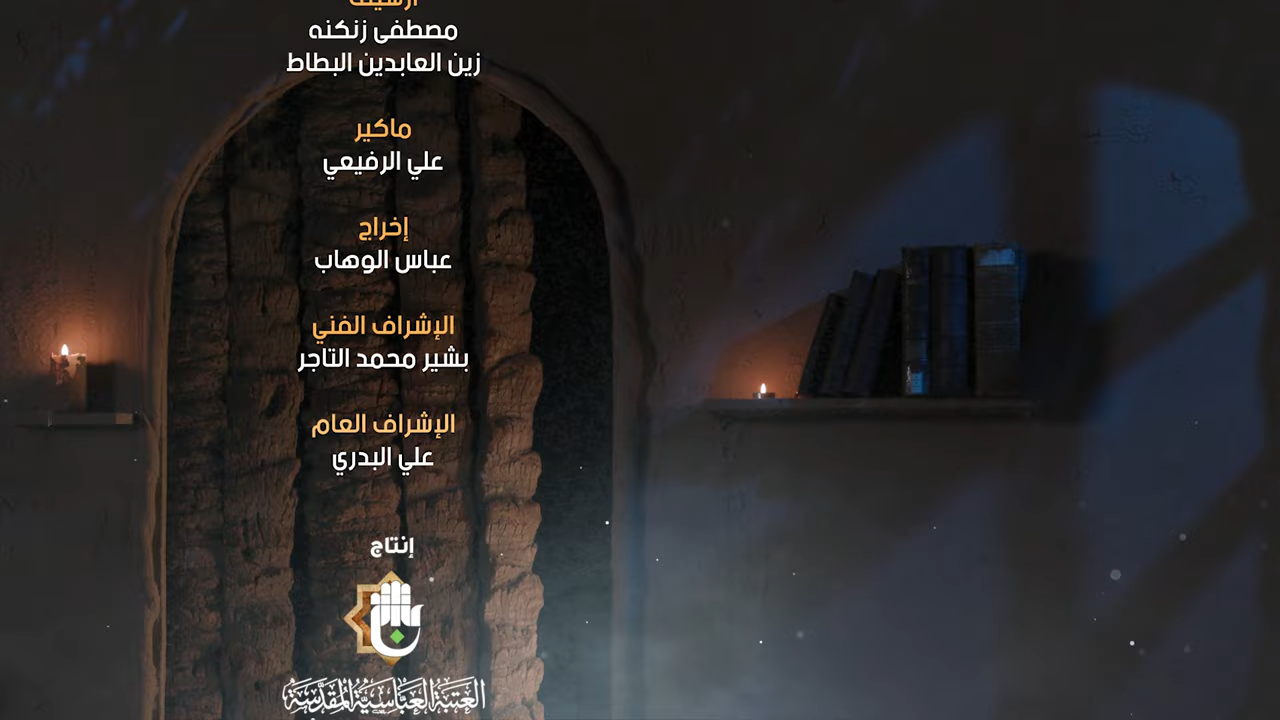 أرشيف
مصطفى زنكنه
زين العابدين البطاط
ماكير
علي الرفيعي
إخراج
عباس الوهاب
الإشراف الفني
بشير محمد التاجر
الإشراف العام
علي البدري
إنتاج
العتبة العباسية المقدسة